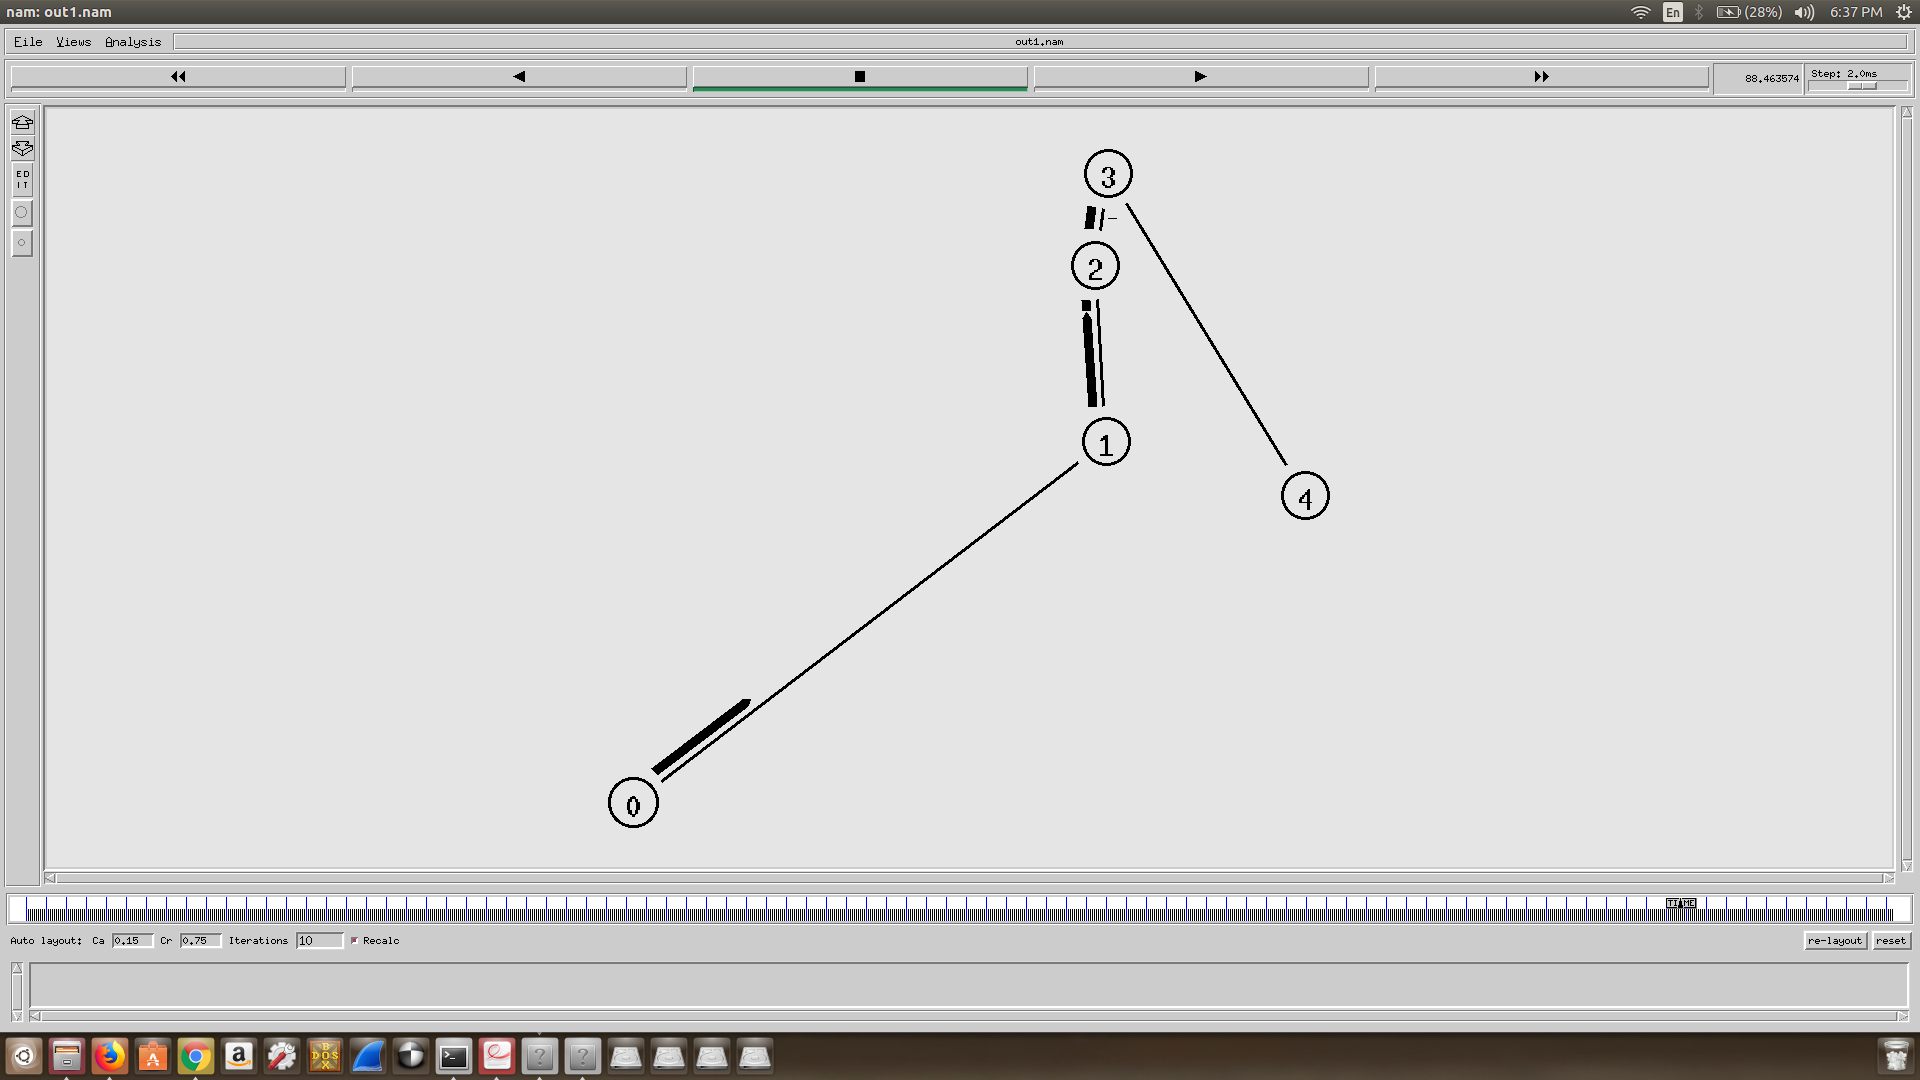 nam: out1.nam
En
(28%)
6:37 PM
File Views Analysis
out1.nam
88.463574
Step: 2.0ms
ED
IT
3
2
1
4
0
TIME
Auto layout: Ca 0.15 Cr 0.75 Iterations 10 Recalc
re-layout reset
A
a
B
DOS
X
>_
?
?